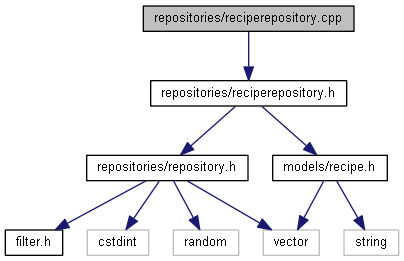 repositories/reciperepository.cpp
repositories/reciperepository.h
repositories/repository.h
models/recipe.h
filter.h
cstdint
random
vector
string